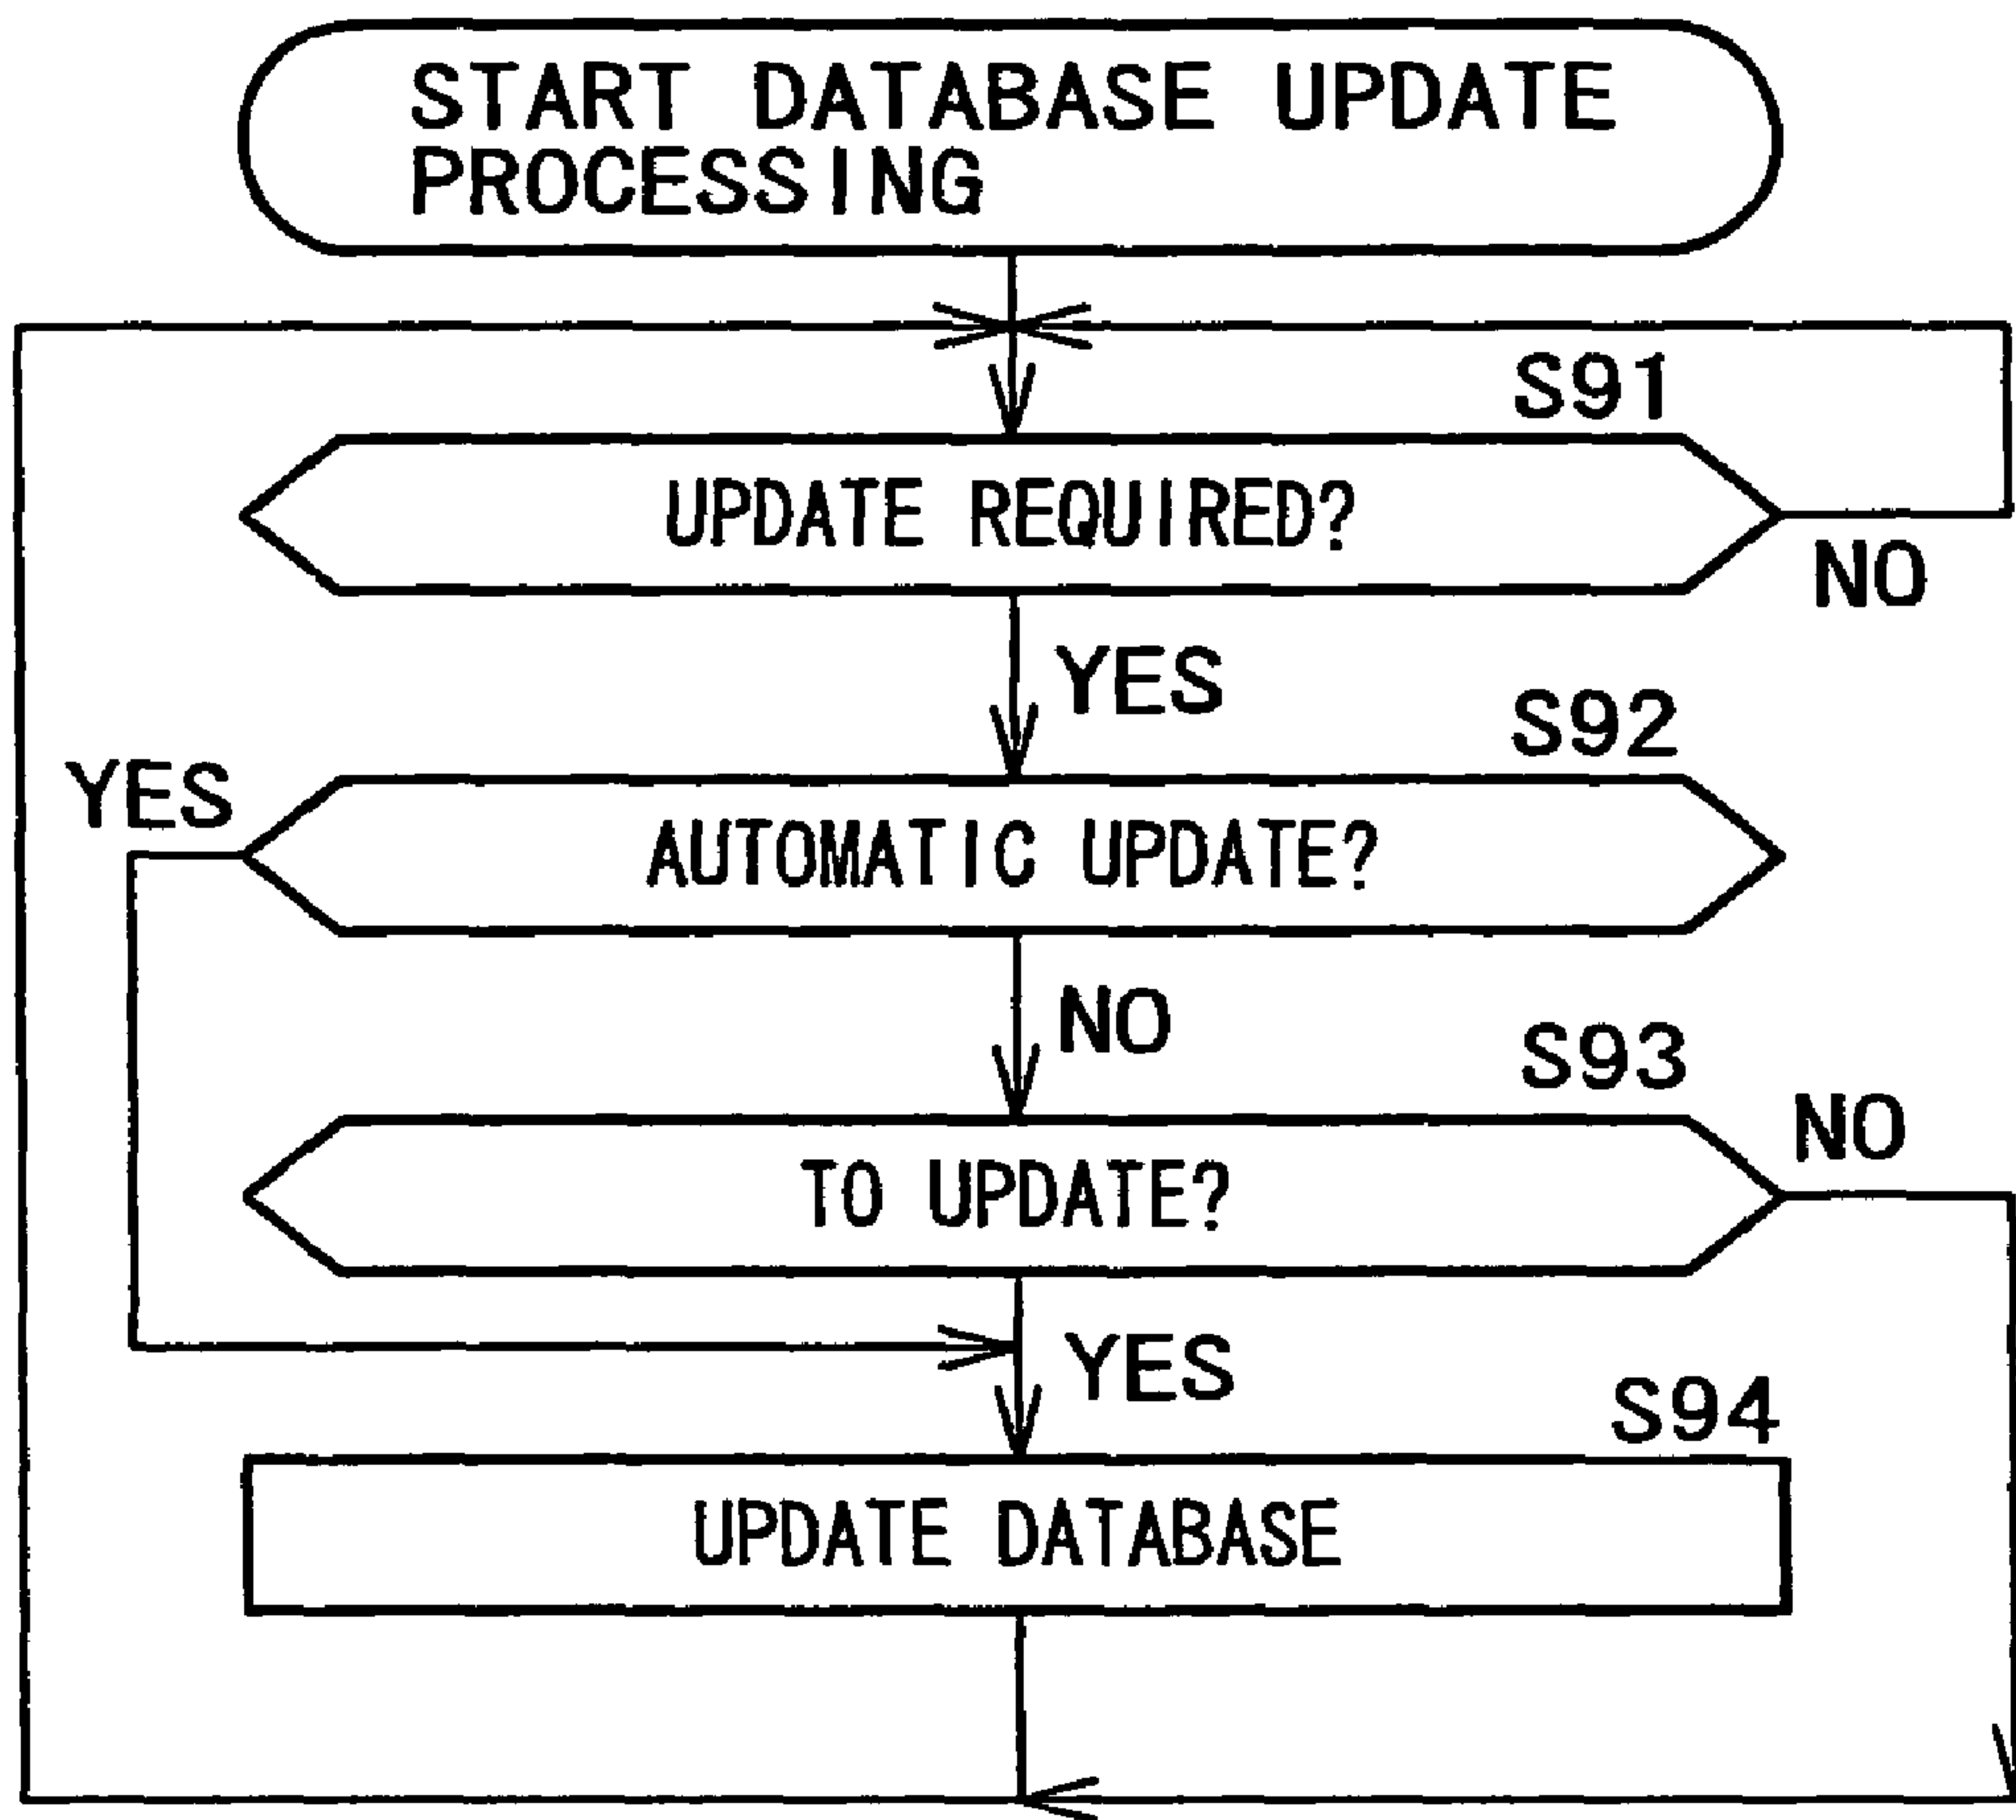 START DATABASE UPDATE
PROCESSING
S91
UPDATE REQUIRED?
NO
YES
S92
YES
AUTOMATIC UPDATE?
NO
S93
NO
TO UPDATE?
YES
S94
UPDATE DATABASE